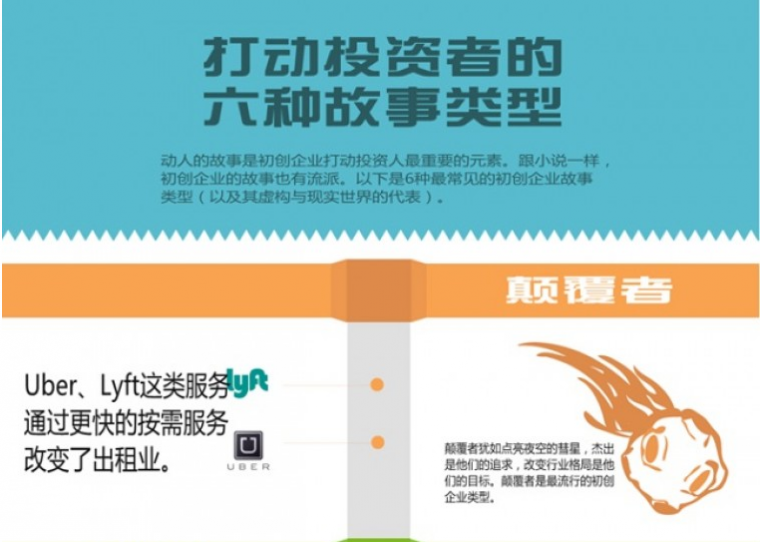 打动投资者的
六种故事类型
动人的故事是初创企业打动投资人最重要的元素。跟小说一样，
初创企业的故事也有流派。以下是6种最常见的初创企业故事
类型（以及其虚构与现实世界的代表）。
颠覆者
Uber、Lyft这类服务
通过更快的按需服务
改变了出租业。
lyft
U
UBER
颠覆者犹如点亮夜空的彗星，杰出
是他们的追求，改变行业格局是他
们的目标。颠覆者是最流行的初创
企业类型。